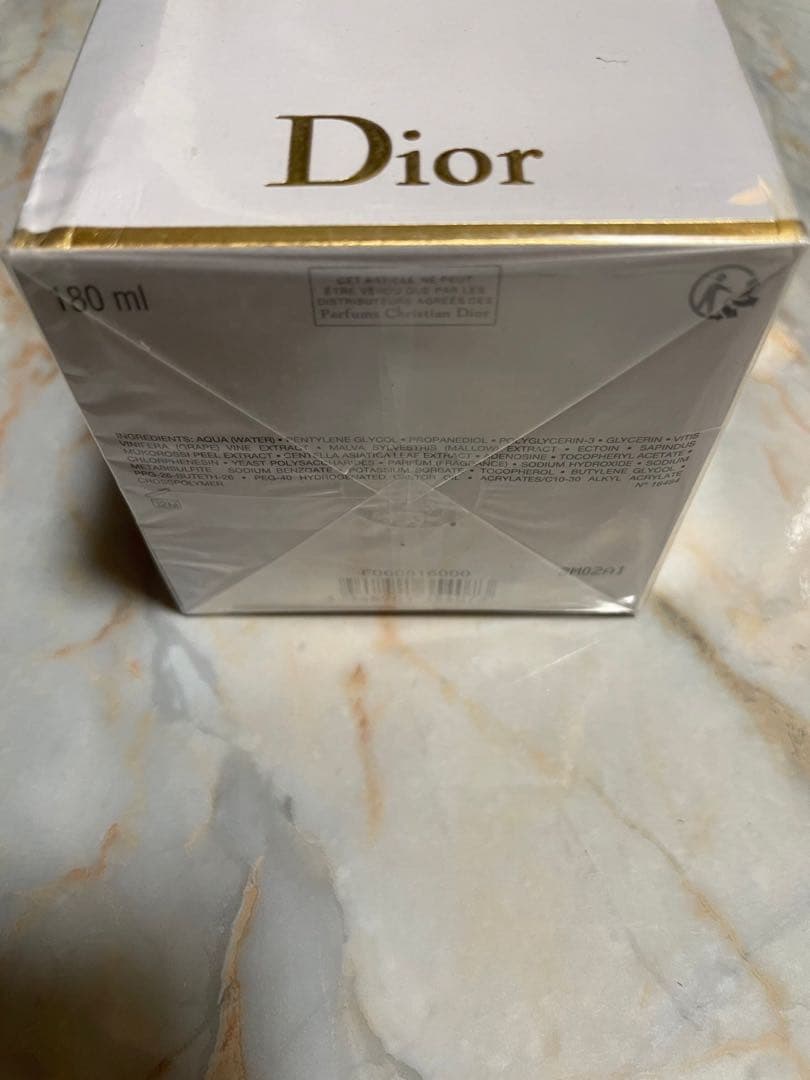 Dior
180 ml
CET ARTICLE NE PEUT
ÊTRE VENDU QUE PAR LES
DISTRIBUTEURS AGRÉÉS DES
Parfums Christian Dior
INGREDIENTS: AQUA (WATER) • PENTYLENE GLYCOL • PROPANEDIOL • POLYGLYCERIN-3 • GLYCERIN • VITIS
VINIFERA (GRAPE) VINE EXTRACT • MALVA SYLVESTRIS (MALLOW) EXTRACT • ECTOIN • SAPINDUS
MUKOROSSI PEEL EXTRACT • CENTELLA ASIATICA LEAF EXTRACT • ADENOSINE • TOCOPHERYL ACETATE •
CHLORPHENESIN • YEAST POLYSACCHARIDES • PARFUM (FRAGRANCE) • SODIUM HYDROXIDE • SODIUM
METABISULFITE • SODIUM BENZOATE • POTASSIUM SORBATE • TOCOPHEROL • BUTYLENE GLYCOL •
PPG-26-BUTETH-26 • PEG-40 HYDROGENATED CASTOR OIL • ACRYLATES/C10-30 ALKYL ACRYLATE
CROSSPOLYMER N° 16494
12M
F060016000
2M02A1